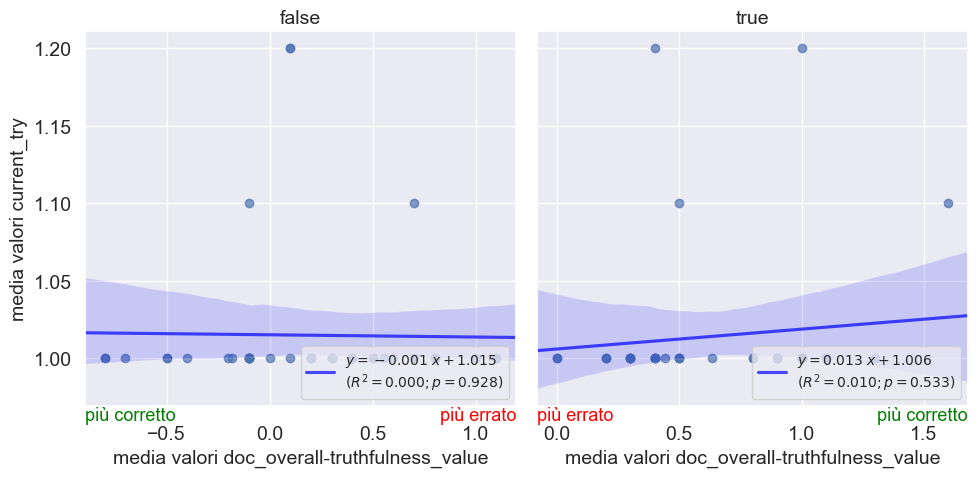 false
true
media valori current_try
1.20
1.15
1.10
1.05
1.00
y = −0.001 x + 1.015
(R² = 0.000; p = 0.928)
y = 0.013 x + 1.006
(R² = 0.010; p = 0.533)
più corretto
più errato
più errato
più corretto
−0.5
0.0
0.5
1.0
0.0
0.5
1.0
1.5
media valori doc_overall-truthfulness_value
media valori doc_overall-truthfulness_value